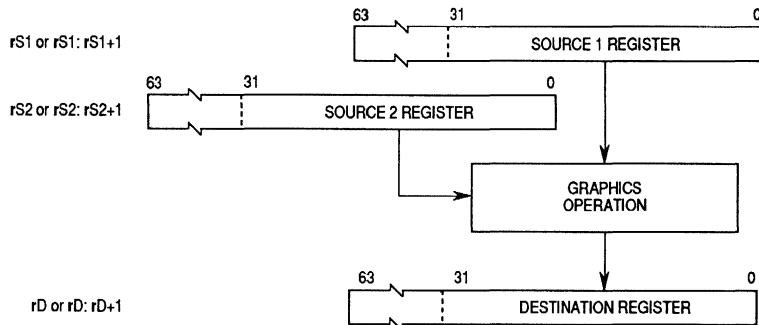 63 31 0
rS1 or rS1: rS1+1 SOURCE 1 REGISTER
63 31 0
rS2 or rS2: rS2+1 SOURCE 2 REGISTER
GRAPHICS
OPERATION
63 31 0
rD or rD: rD+1 DESTINATION REGISTER